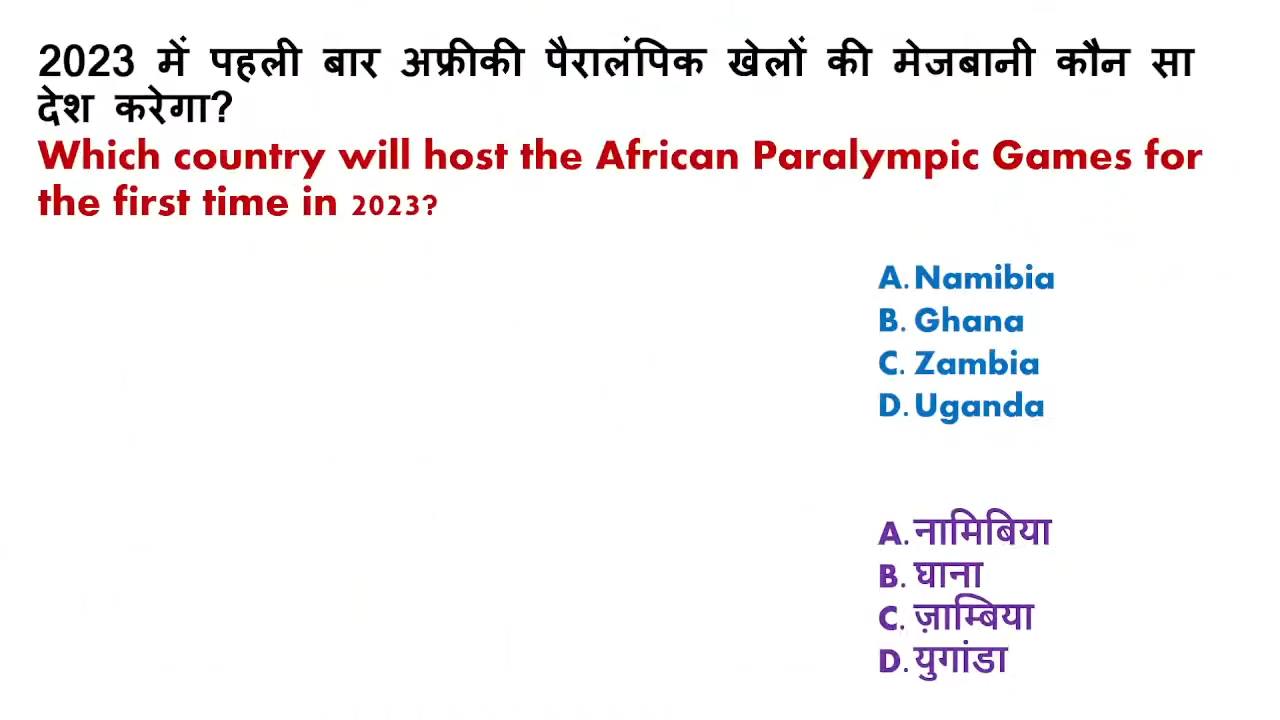 2023 में पहली बार अफ्रीकी पैरालंपिक खेलों की मेजबानी कौन सा
देश करेगा?
Which country will host the African Paralympic Games for
the first time in 2023?
A. Namibia
B. Ghana
C. Zambia
D. Uganda
A. नामिबिया
B. घाना
C. ज़ाम्बिया
D. युगांडा